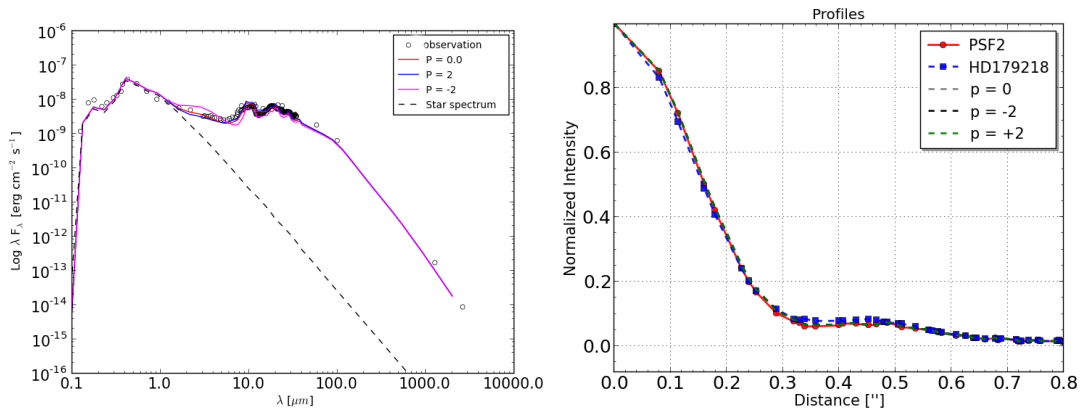 10⁻⁶
10⁻⁷
10⁻⁸
10⁻⁹
10⁻¹⁰
10⁻¹¹
10⁻¹²
10⁻¹³
10⁻¹⁴
10⁻¹⁵
10⁻¹⁶
Log λ F_λ [erg cm⁻² s⁻¹]
observation
P = 0.0
P = 2
P = -2
Star spectrum
0.1 1.0 10.0 100.0 1000.0 10000.0
λ [μm]
Profiles
PSF2
HD179218
p = 0
p = -2
p = +2
0.8
0.6
0.4
0.2
0.0
Normalized Intensity
0.0 0.1 0.2 0.3 0.4 0.5 0.6 0.7 0.8
Distance ["]